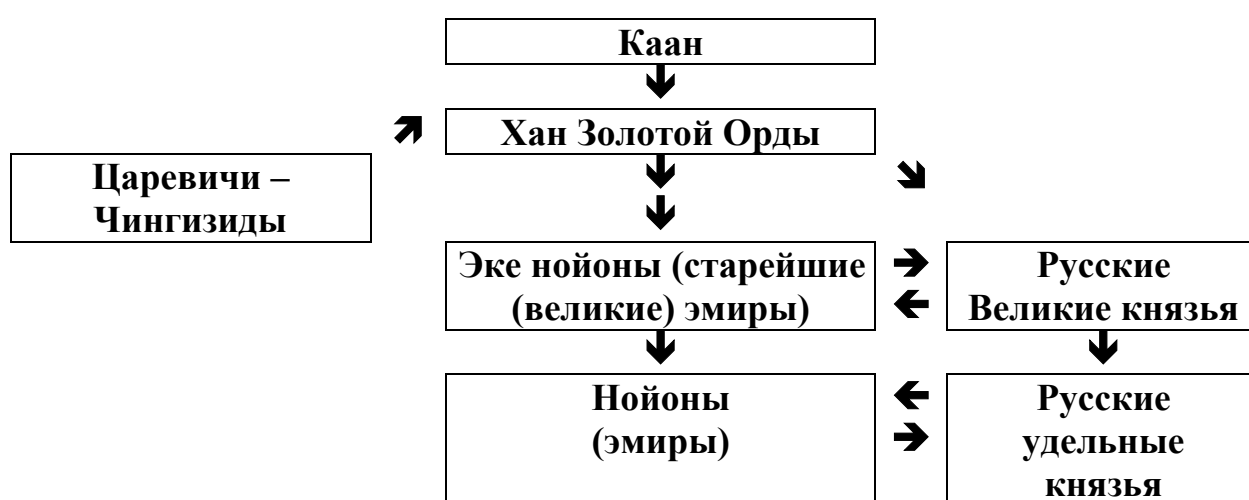 Каан
Хан Золотой Орды
Царевичи –
Чингизиды
Эке нойоны (старейшие
(великие) эмиры)
Русские
Великие князья
Нойоны
(эмиры)
Русские
удельные
князья